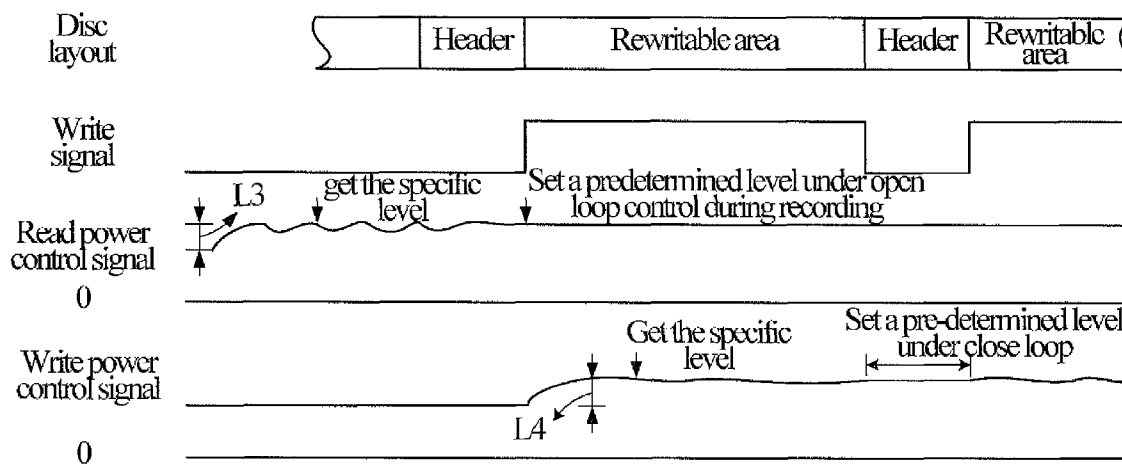 Disc
layout
Header
Rewritable area
Header
Rewritable
area
Write
signal
L3
get the specific
level
Set a predetermined level under open
loop control during recording
Read power
control signal
0
Get the specific
level
Set a pre-determined level
under close loop
Write power
control signal
L4
0